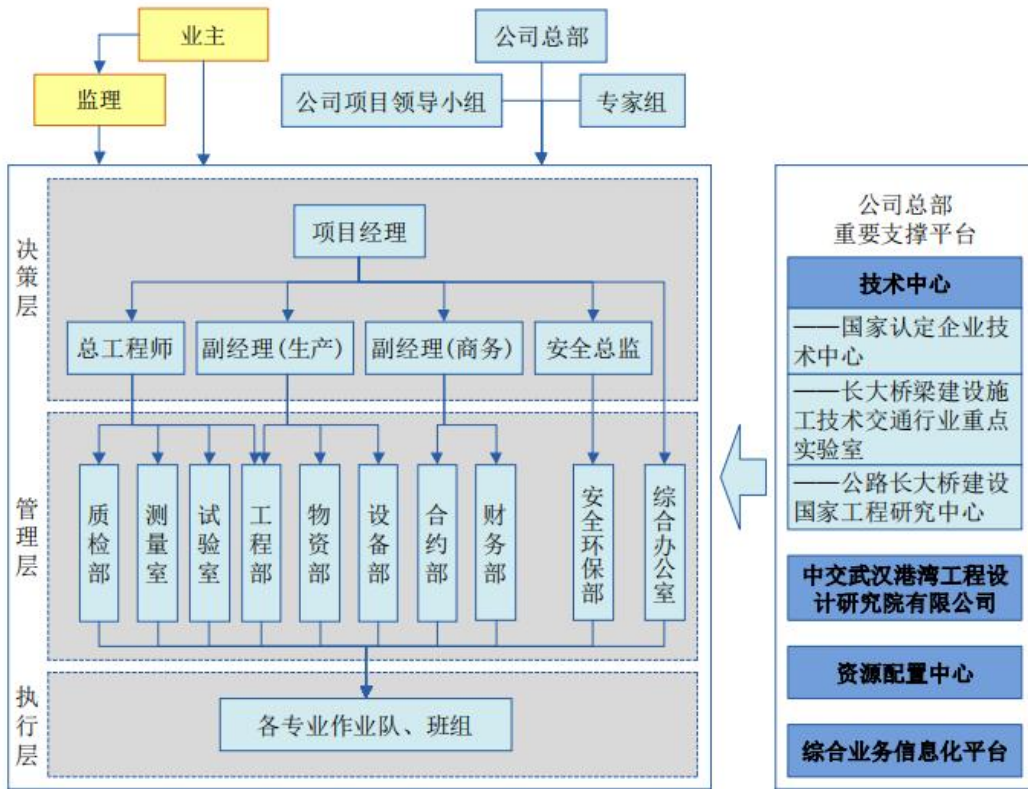 业主
公司总部
监理
公司项目领导小组
专家组
决策层
项目经理
总工程师
副经理(生产)
副经理(商务)
安全总监
管理层
质检部
测量室
试验室
工程部
物资部
设备部
合约部
财务部
安全环保部
综合办公室
执行层
各专业作业队、班组
公司总部
重要支撑平台
技术中心
——国家认定企业技
术中心
——长大桥梁建设施
工技术交通行业重点
实验室
——公路长大桥建设
国家工程研究中心
中交武汉港湾工程设
计研究院有限公司
资源配置中心
综合业务信息化平台